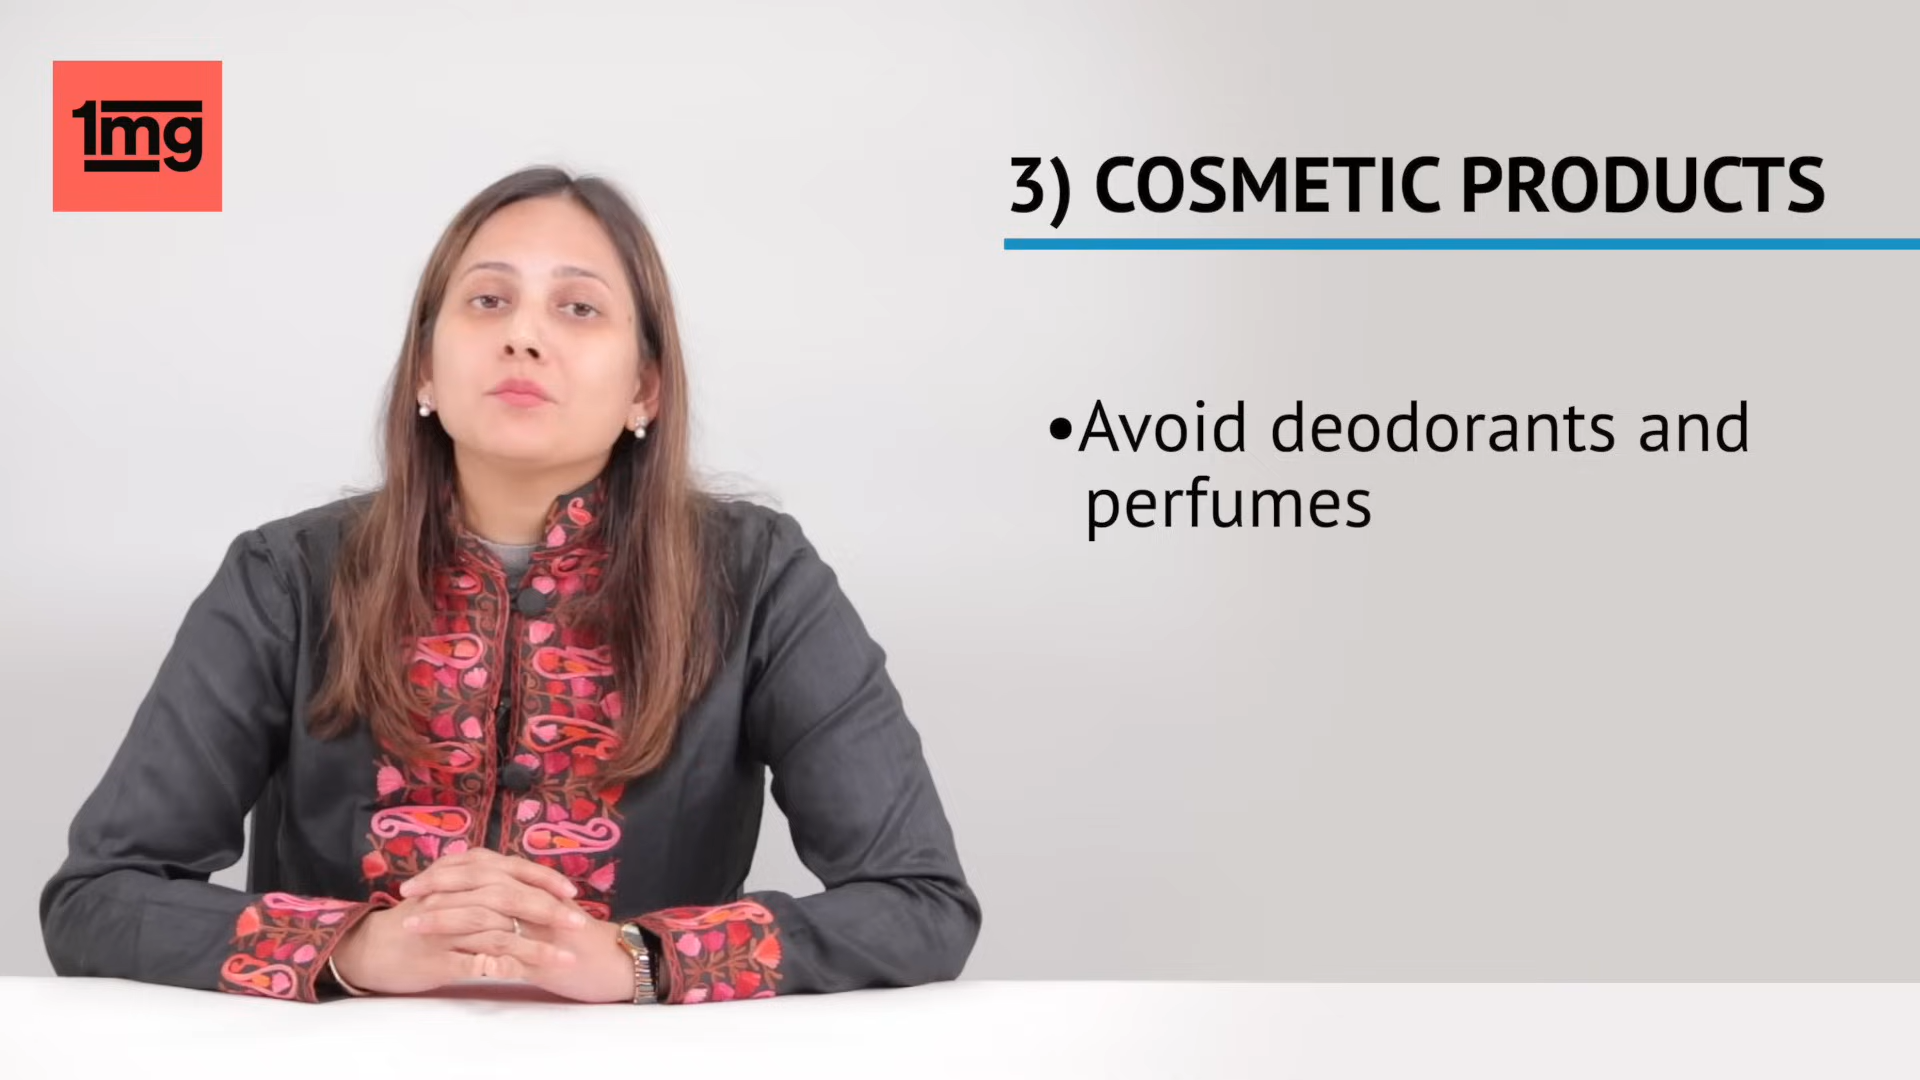 1mg
3) COSMETIC PRODUCTS
•Avoid deodorants and
perfumes